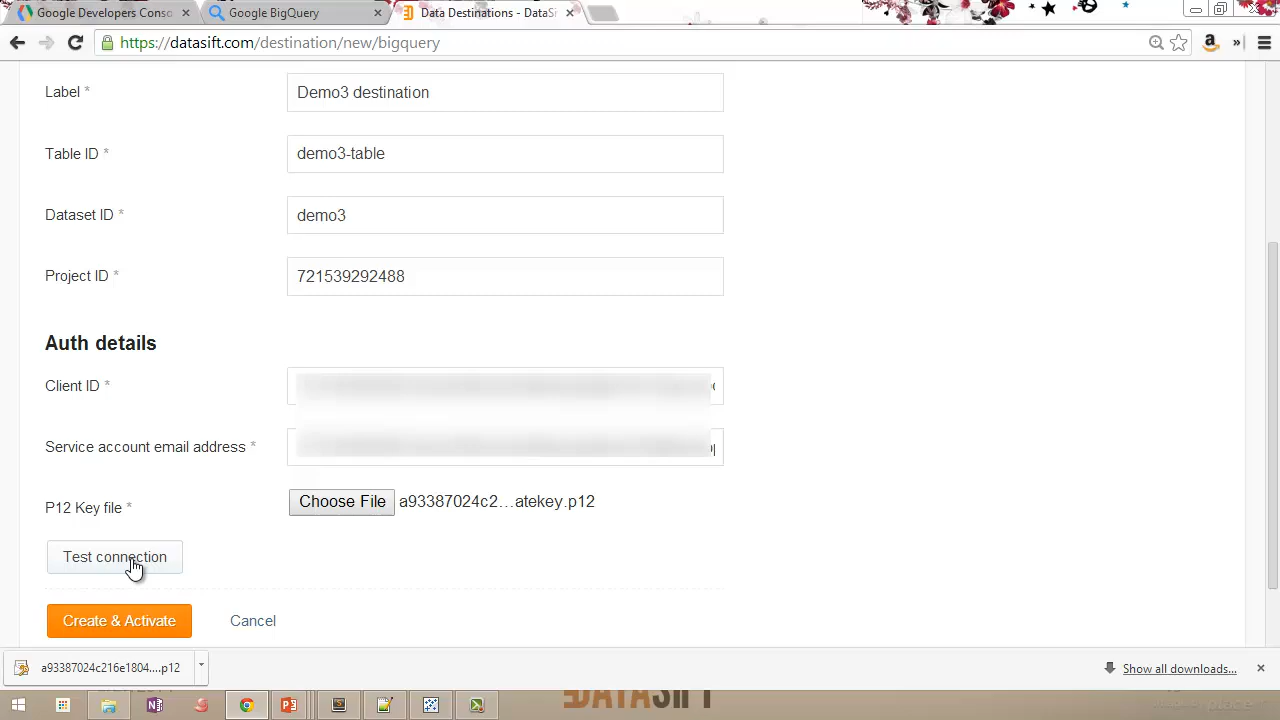 Google Developers Conso
Google BigQuery
Data Destinations - DataSi
https://datasift.com/destination/new/bigquery
Label *
Demo3 destination
Table ID *
demo3-table
Dataset ID *
demo3
Project ID *
721539292488
Auth details
Client ID *
Service account email address *
P12 Key file *
Choose File a93387024c2...atekey.p12
Test connection
Create & Activate
Cancel
a93387024c216e1804....p12
Show all downloads...
DATASIFT